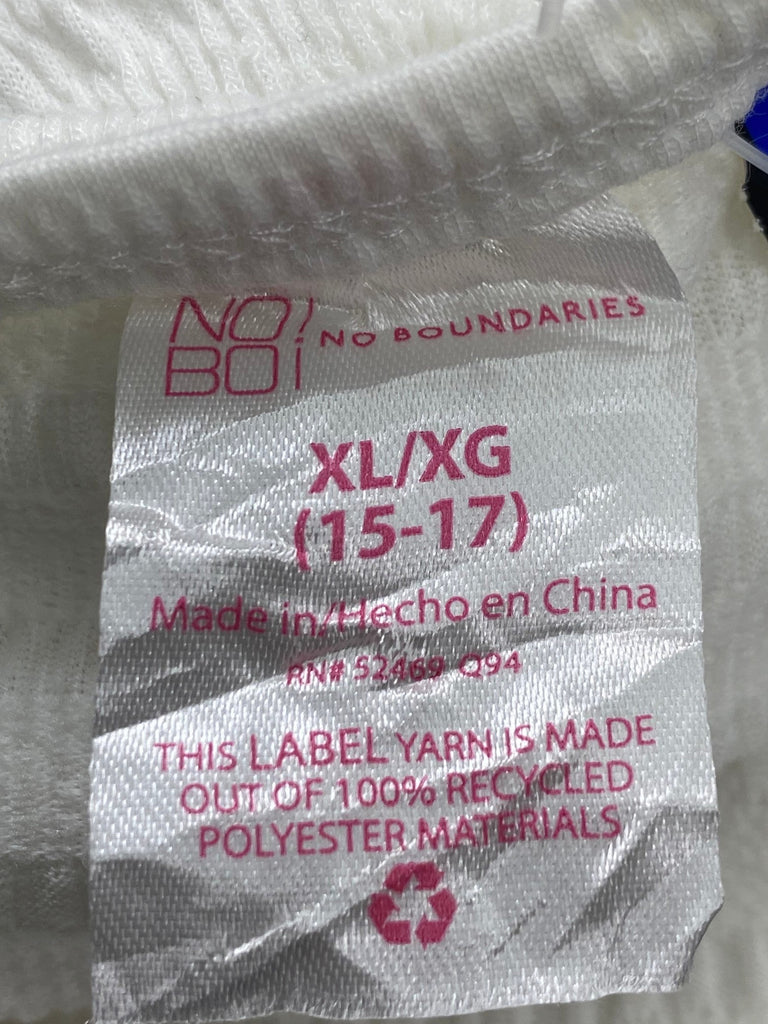 NO!
BO¡ NO BOUNDARIES
XL/XG
(15-17)
Made in/Hecho en China
RN# 52469 Q94
THIS LABEL YARN IS MADE
OUT OF 100% RECYCLED
POLYESTER MATERIALS